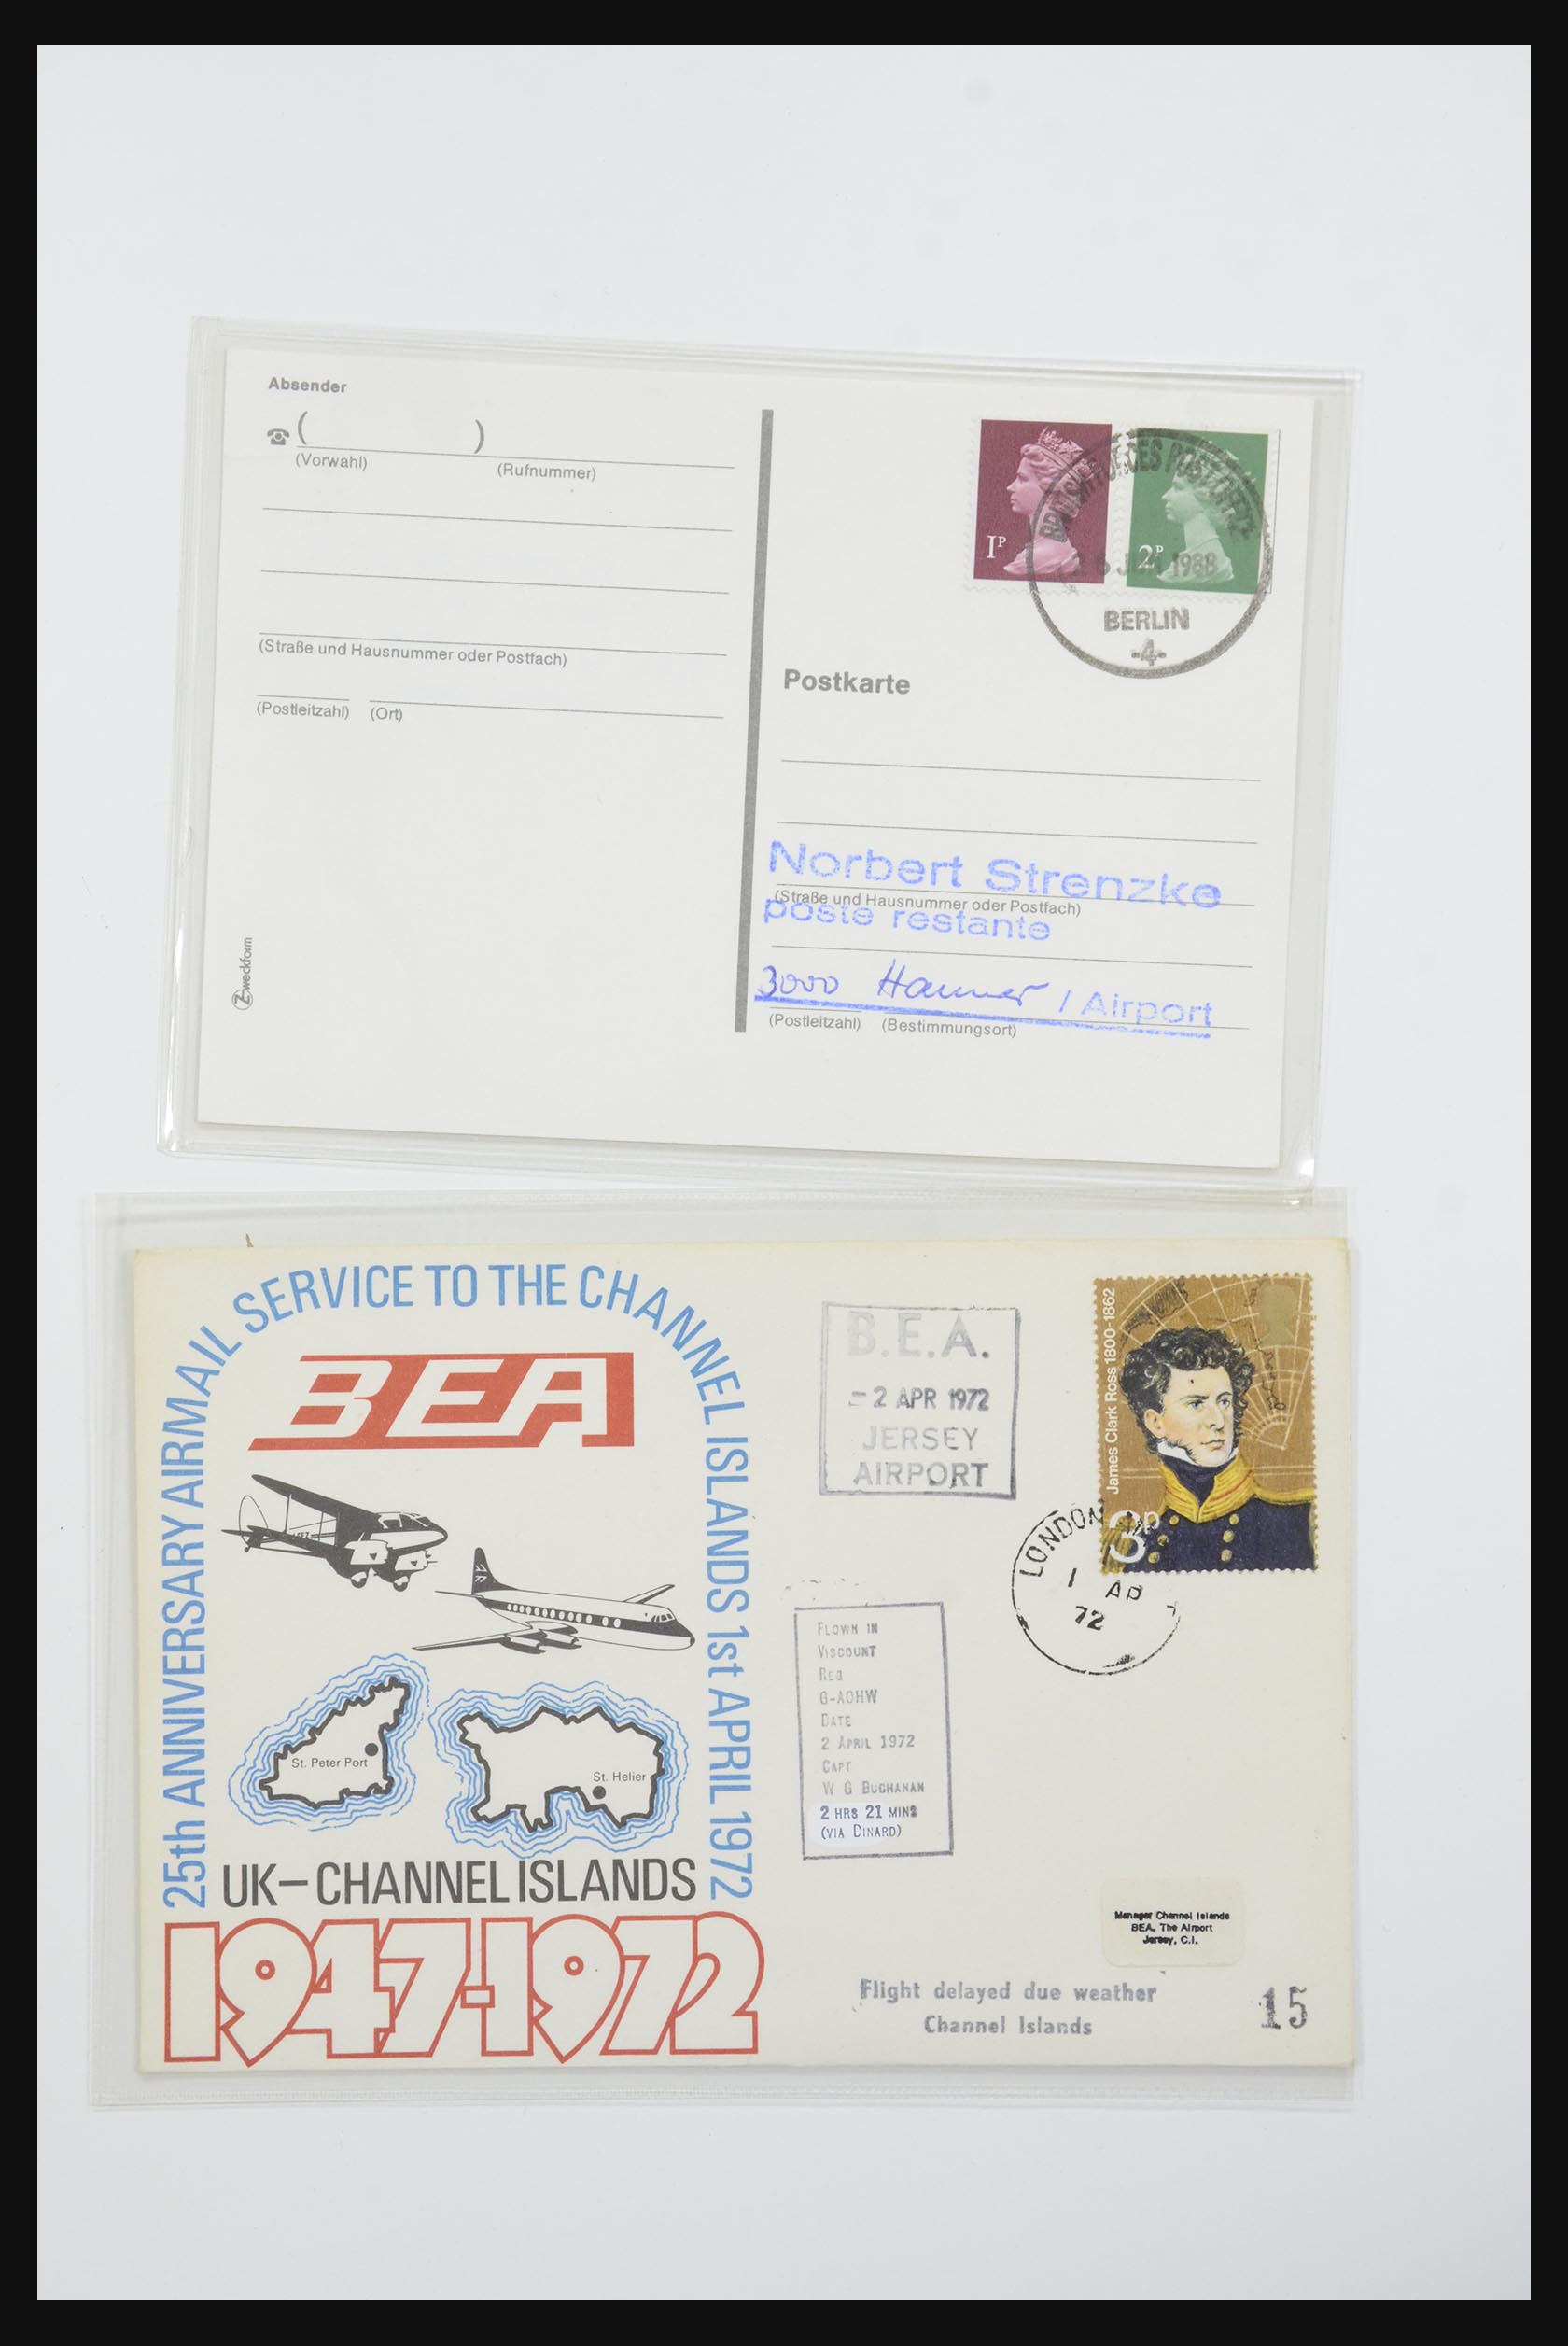 Absender
( )
(Vorwahl) (Rufnummer)
(Straße und Hausnummer oder Postfach)
(Postleitzahl) (Ort)
Zweckform
1P
2P
BRITISH FORCES POST OFFICE
1988
BERLIN
-4-
Postkarte
Norbert Strenzke
(Straße und Hausnummer oder Postfach)
poste restante
3000 Hannover / Airport
(Postleitzahl) (Bestimmungsort)
25th ANNIVERSARY AIRMAIL SERVICE TO THE CHANNEL ISLANDS 1st APRIL 1972
BEA
St. Peter Port
St. Helier
UK–CHANNEL ISLANDS
1947-1972
B.E.A.
- 2 APR 1972
JERSEY
AIRPORT
James Clark Ross 1800-1862
3p
LONDON
1 AP
72
FLOWN IN
VISCOUNT
REG
G-AOHW
DATE
2 APRIL 1972
CAPT
W G BUCHANAN
2 HRS 21 MINS
(VIA DINARD)
Manager Channel Islands
BEA, The Airport
Jersey, C.I.
Flight delayed due weather
Channel Islands
15